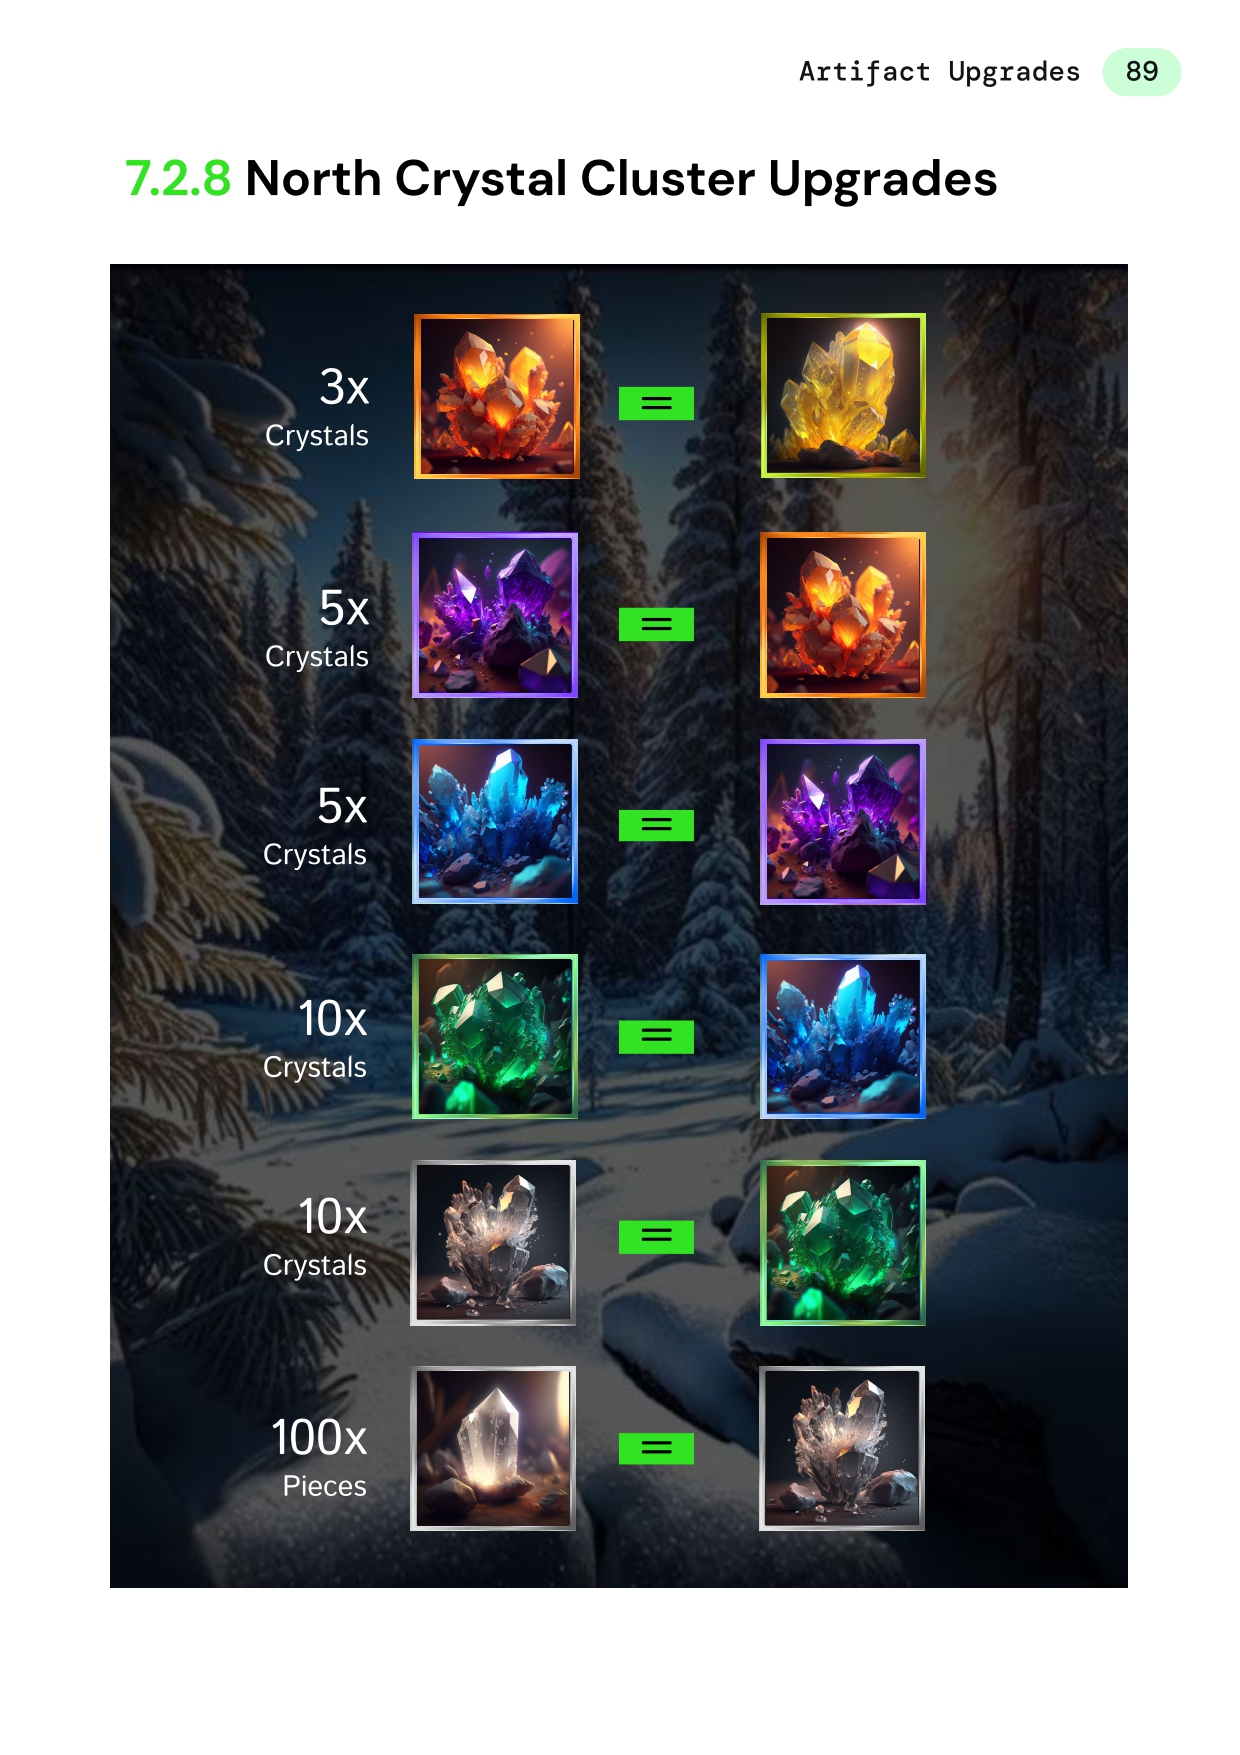 Artifact Upgrades 89
7.2.8 North Crystal Cluster Upgrades
3x
Crystals
=
5x
Crystals
=
5x
Crystals
=
10x
Crystals
=
10x
Crystals
=
100x
Pieces
=